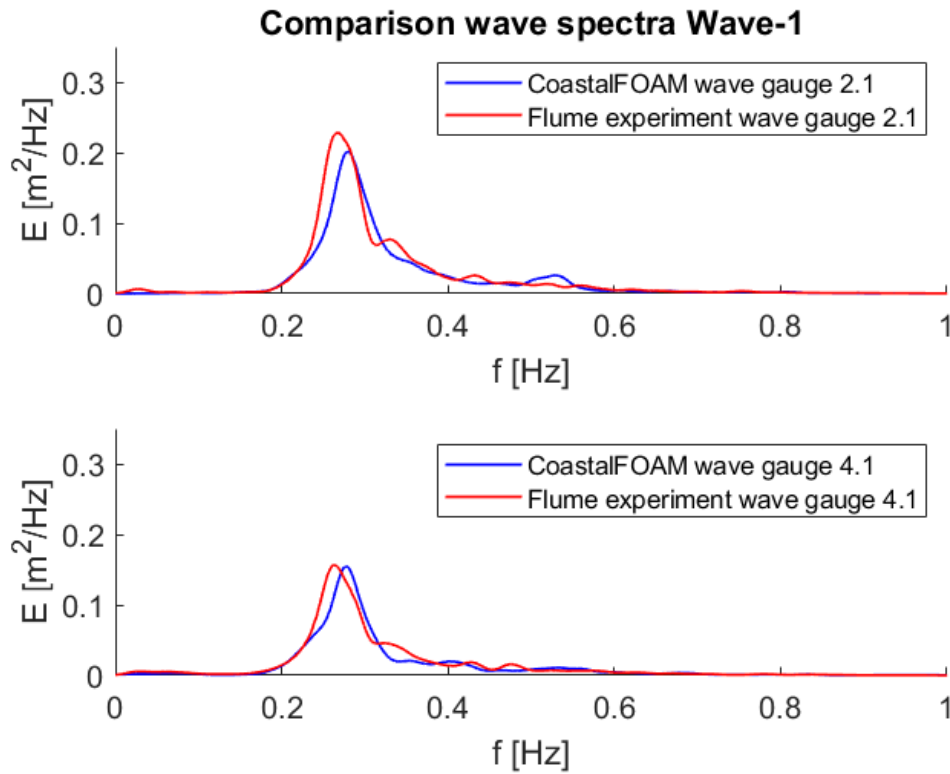 Comparison wave spectra Wave-1
CoastalFOAM wave gauge 2.1
Flume experiment wave gauge 2.1
E [m²/Hz]
0.3
0.2
0.1
0
0 0.2 0.4 0.6 0.8 1
f [Hz]
CoastalFOAM wave gauge 4.1
Flume experiment wave gauge 4.1
E [m²/Hz]
0.3
0.2
0.1
0
0 0.2 0.4 0.6 0.8 1
f [Hz]